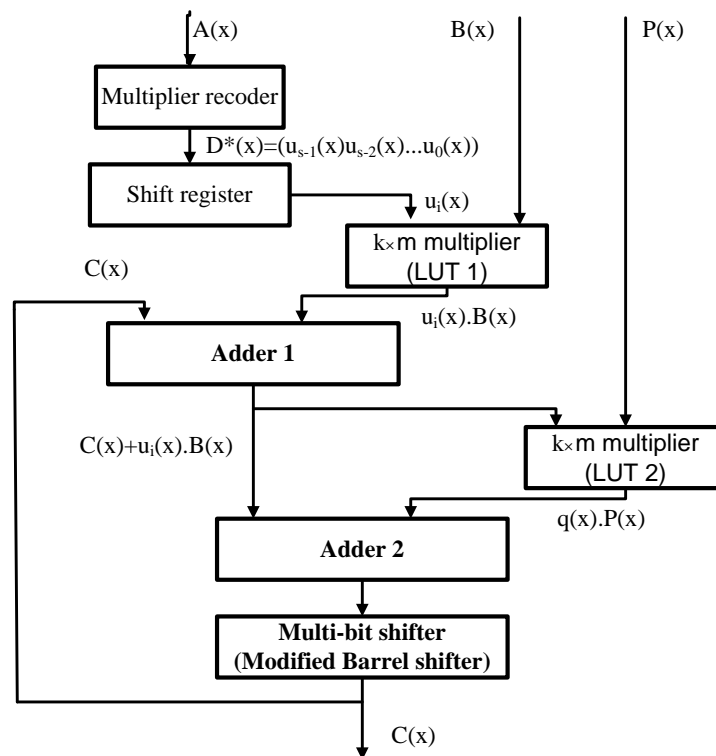 A(x)
B(x)
P(x)
Multiplier recoder
D*(x)=(uₛ₋₁(x)uₛ₋₂(x)...u₀(x))
Shift register
uᵢ(x)
k×m multiplier
(LUT 1)
C(x)
uᵢ(x).B(x)
Adder 1
C(x)+uᵢ(x).B(x)
k×m multiplier
(LUT 2)
q(x).P(x)
Adder 2
Multi-bit shifter
(Modified Barrel shifter)
C(x)